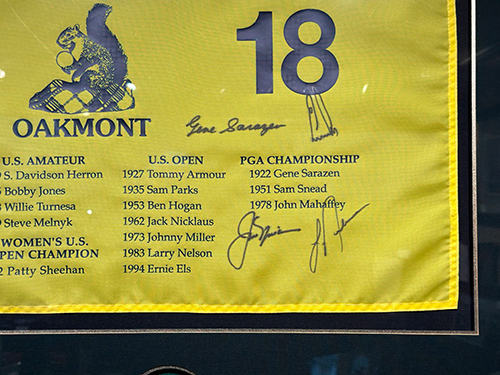 18
OAKMONT
Gene Sarazen
U.S. AMATEUR
S. Davidson Herron
Bobby Jones
Willie Turnesa
Steve Melnyk
WOMEN'S U.S.
OPEN CHAMPION
Patty Sheehan
U.S. OPEN
1927 Tommy Armour
1935 Sam Parks
1953 Ben Hogan
1962 Jack Nicklaus
1973 Johnny Miller
1983 Larry Nelson
1994 Ernie Els
PGA CHAMPIONSHIP
1922 Gene Sarazen
1951 Sam Snead
1978 John Mahaffey